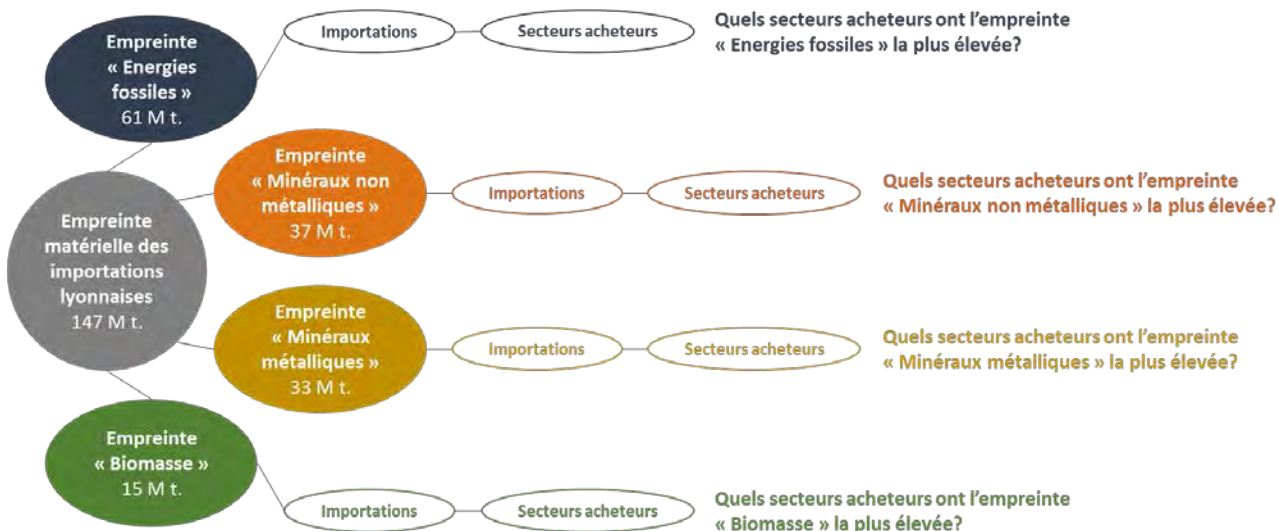 Empreinte
« Energies
fossiles »
61 M t.
Importations
Secteurs acheteurs
Quels secteurs acheteurs ont l’empreinte
« Energies fossiles » la plus élevée?
Empreinte
« Minéraux non
métalliques »
37 M t.
Importations
Secteurs acheteurs
Quels secteurs acheteurs ont l’empreinte
« Minéraux non métalliques » la plus élevée?
Empreinte
matérielle des
importations
lyonnaises
147 M t.
Empreinte
« Minéraux
métalliques »
33 M t.
Importations
Secteurs acheteurs
Quels secteurs acheteurs ont l’empreinte
« Minéraux métalliques » la plus élevée?
Empreinte
« Biomasse »
15 M t.
Importations
Secteurs acheteurs
Quels secteurs acheteurs ont l’empreinte
« Biomasse » la plus élevée?